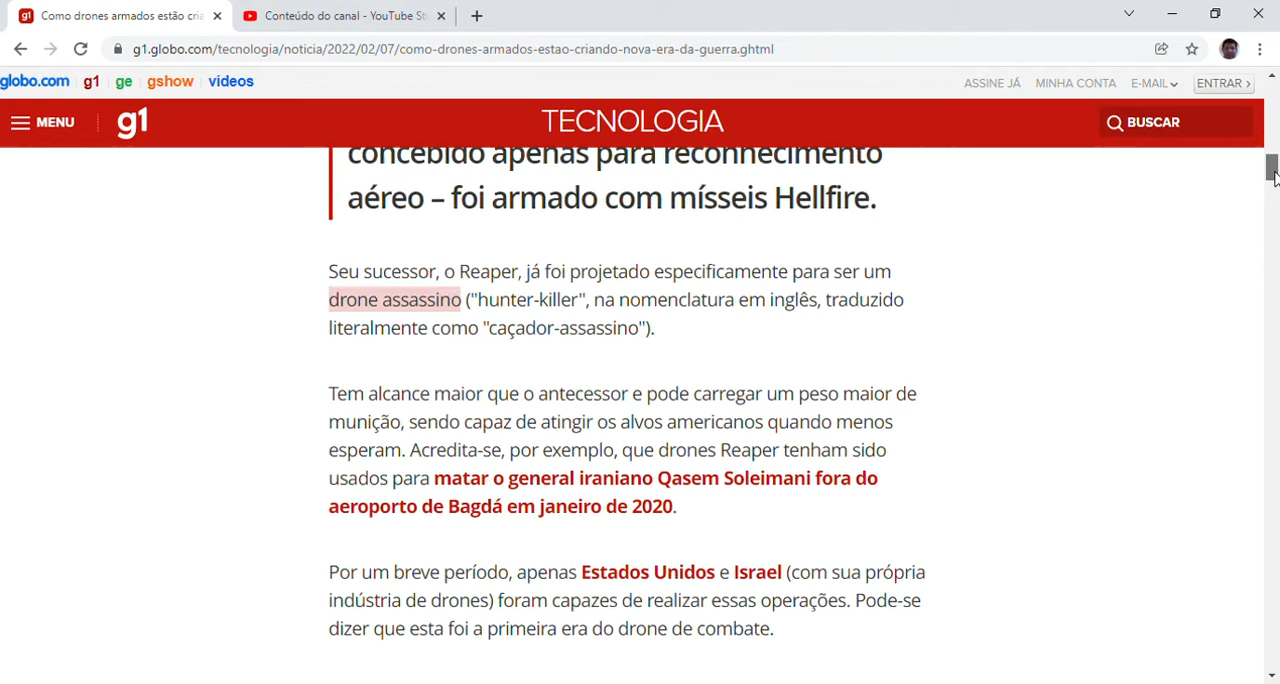 Como drones armados estão cria
Conteúdo do canal - YouTube St
g1.globo.com/tecnologia/noticia/2022/02/07/como-drones-armados-estao-criando-nova-era-da-guerra.ghtml
globo.com g1 ge gshow videos ASSINE JÁ MINHA CONTA E-MAIL ENTRAR ›
MENU g1 TECNOLOGIA BUSCAR
concebido apenas para reconhecimento
aéreo – foi armado com mísseis Hellfire.
Seu sucessor, o Reaper, já foi projetado especificamente para ser um
drone assassino ("hunter-killer", na nomenclatura em inglês, traduzido
literalmente como "caçador-assassino").
Tem alcance maior que o antecessor e pode carregar um peso maior de
munição, sendo capaz de atingir os alvos americanos quando menos
esperam. Acredita-se, por exemplo, que drones Reaper tenham sido
usados para matar o general iraniano Qasem Soleimani fora do
aeroporto de Bagdá em janeiro de 2020.
Por um breve período, apenas Estados Unidos e Israel (com sua própria
indústria de drones) foram capazes de realizar essas operações. Pode-se
dizer que esta foi a primeira era do drone de combate.